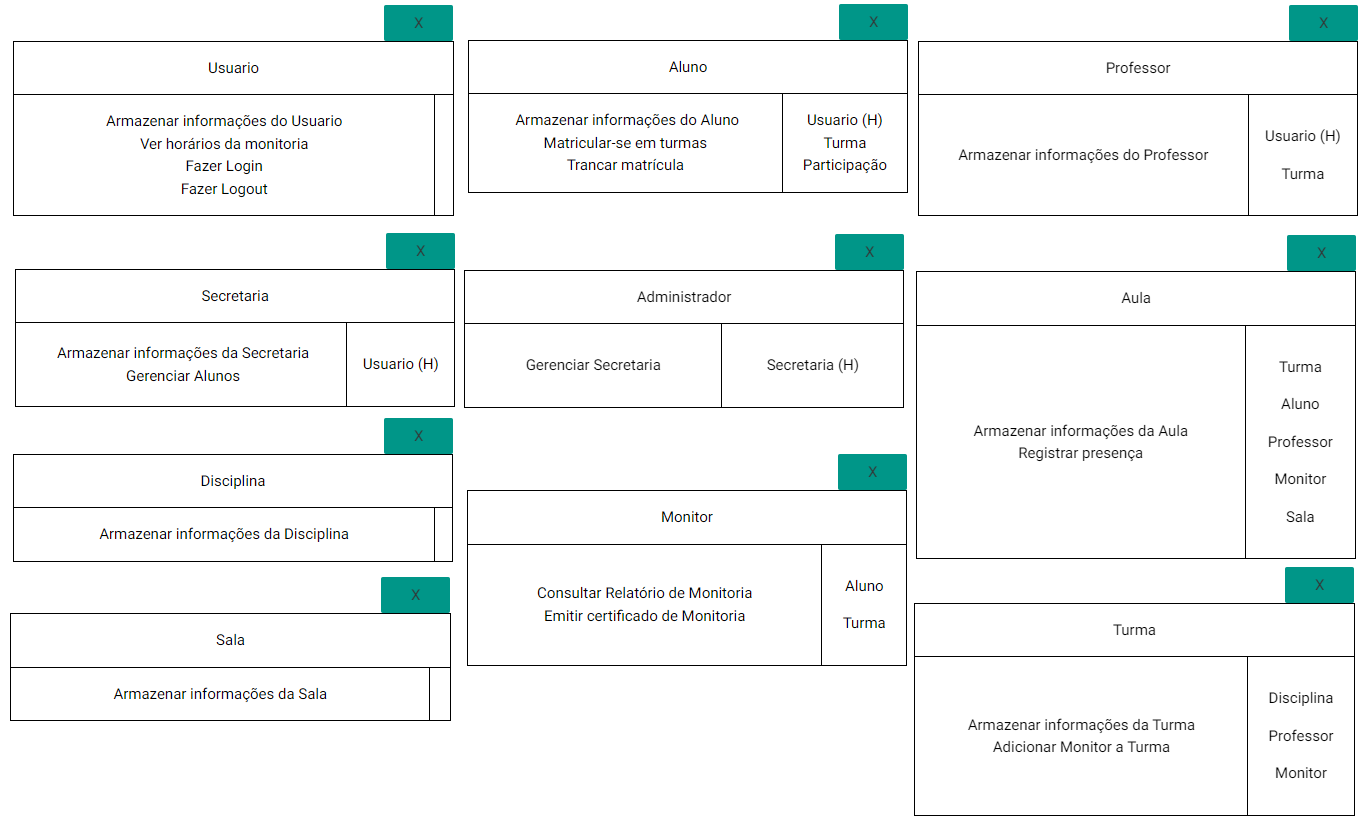 X
Usuario
Armazenar informações do Usuario
Ver horários da monitoria
Fazer Login
Fazer Logout
X
Aluno
Armazenar informações do Aluno
Matricular-se em turmas
Trancar matrícula
Usuario (H)
Turma
Participação
X
Professor
Armazenar informações do Professor
Usuario (H)
Turma
X
Secretaria
Armazenar informações da Secretaria
Gerenciar Alunos
Usuario (H)
X
Administrador
Gerenciar Secretaria
Secretaria (H)
X
Aula
Armazenar informações da Aula
Registrar presença
Turma
Aluno
Professor
Monitor
Sala
X
Disciplina
Armazenar informações da Disciplina
X
Monitor
Consultar Relatório de Monitoria
Emitir certificado de Monitoria
Aluno
Turma
X
Sala
Armazenar informações da Sala
X
Turma
Armazenar informações da Turma
Adicionar Monitor a Turma
Disciplina
Professor
Monitor